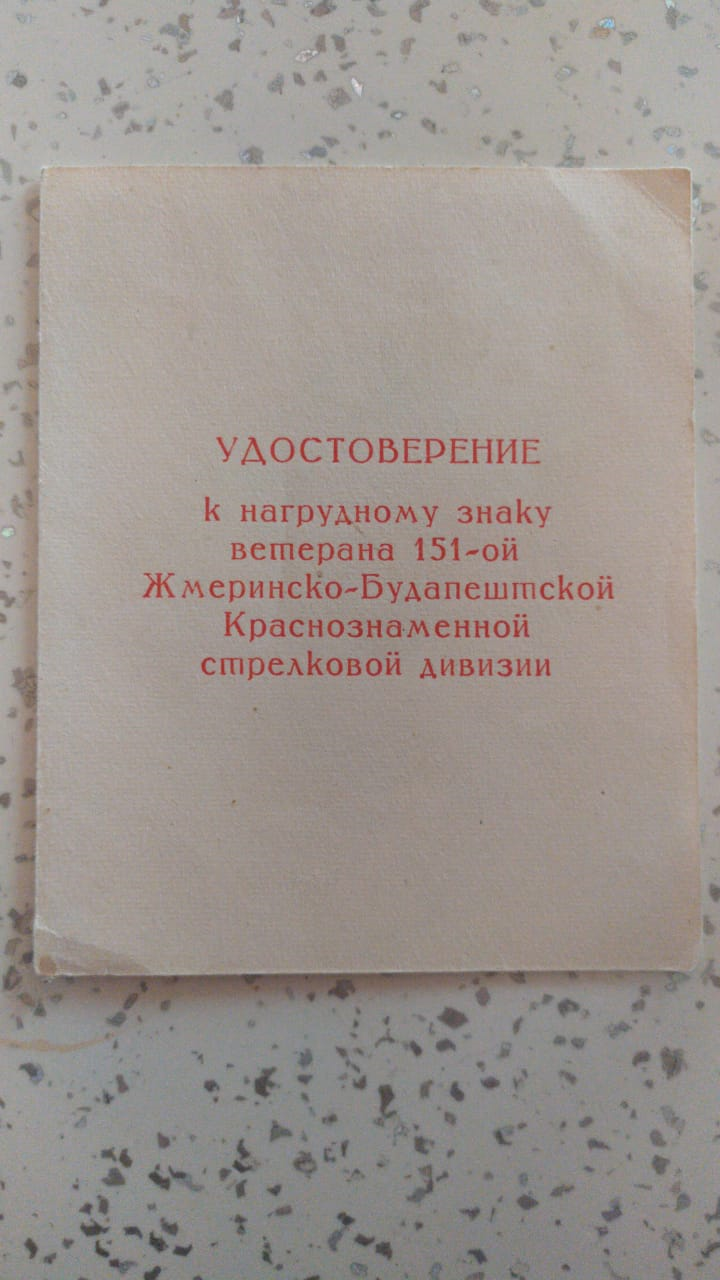 УДОСТОВЕРЕНИЕ
к нагрудному знаку
ветерана 151-ой
Жмеринско-Будапештской
Краснознаменной
стрелковой дивизии